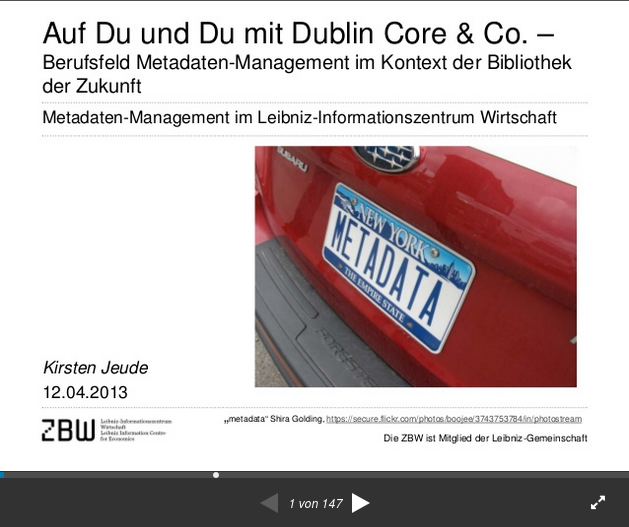 Auf Du und Du mit Dublin Core & Co. –
Berufsfeld Metadaten-Management im Kontext der Bibliothek
der Zukunft
Metadaten-Management im Leibniz-Informationszentrum Wirtschaft
SUBARU
NEW YORK
METADATA
THE EMPIRE STATE
FORESTER
Kirsten Jeude
12.04.2013
ZBW
Leibniz-Informationszentrum
Wirtschaft
Leibniz Information Centre
for Economics
„metadata“ Shira Golding, https://secure.flickr.com/photos/boojee/3743753784/in/photostream
Die ZBW ist Mitglied der Leibniz-Gemeinschaft
1 von 147